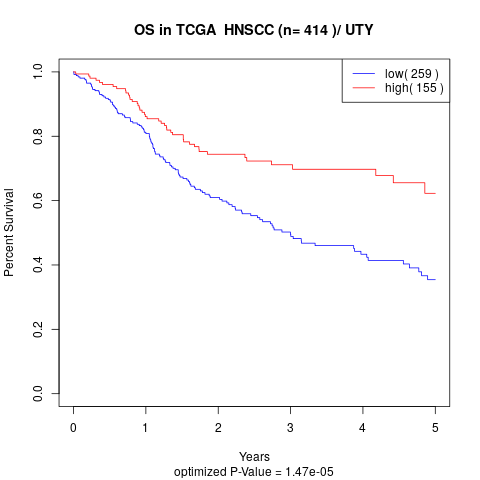 OS in TCGA  HNSCC (n= 414 )/ UTY
low( 259 )
high( 155 )
Percent Survival
1.0
0.8
0.6
0.4
0.2
0.0
0 1 2 3 4 5
Years
optimized P-Value = 1.47e-05